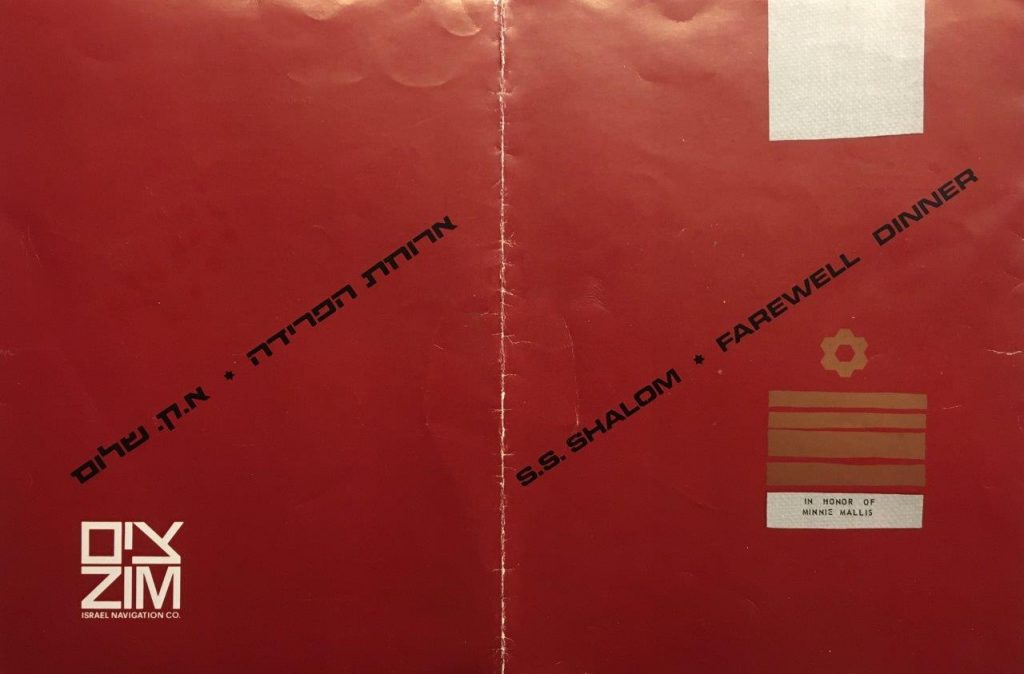 ארוחת הפרידה * א.ק. שלום
צים
ZIM
ISRAEL NAVIGATION CO.
S.S. SHALOM * FAREWELL DINNER
IN HONOR OF
MINNIE MALLIS